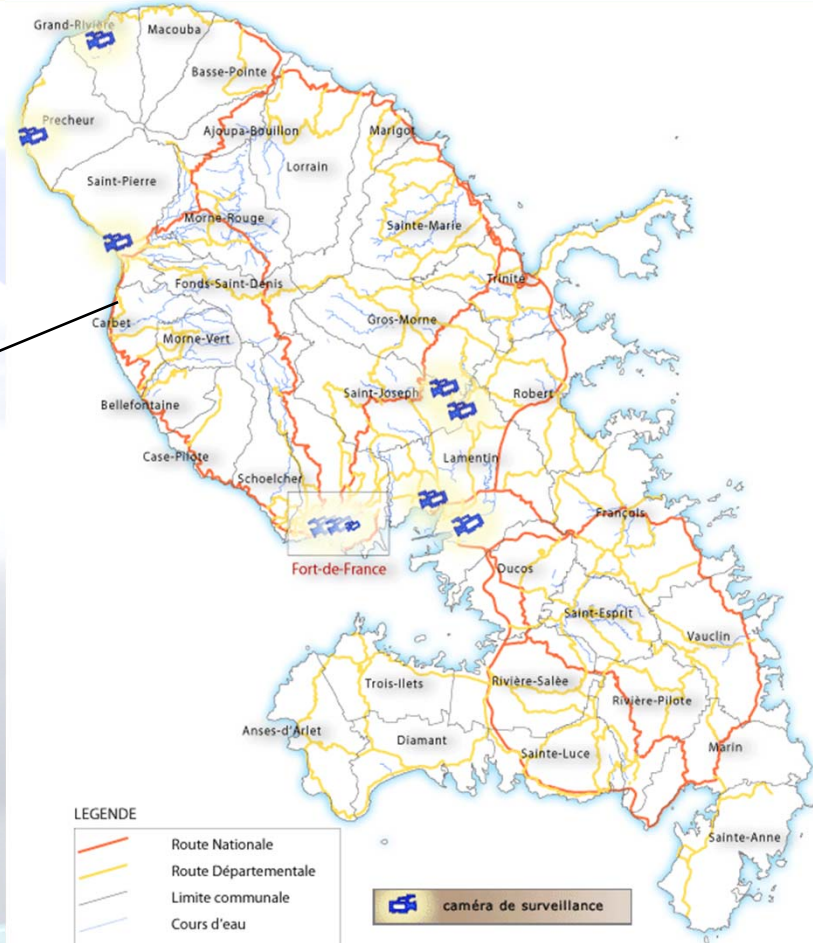 Grand-Rivière
Macouba
Basse-Pointe
Precheur
Ajoupa-Bouillon
Marigot
Lorrain
Saint-Pierre
Morne-Rouge
Sainte-Marie
Trinité
Fonds-Saint-Denis
Carbet
Gros-Morne
Morne-Vert
Saint-Joseph
Robert
Bellefontaine
Case-Pilote
Lamentin
Schoelcher
François
Fort-de-France
Ducos
Saint-Esprit
Vauclin
Trois-Ilets
Rivière-Salée
Rivière-Pilote
Anses-d'Arlet
Diamant
Sainte-Luce
Marin
LEGENDE
Route Nationale
Sainte-Anne
Route Départementale
Limite communale
caméra de surveillance
Cours d'eau